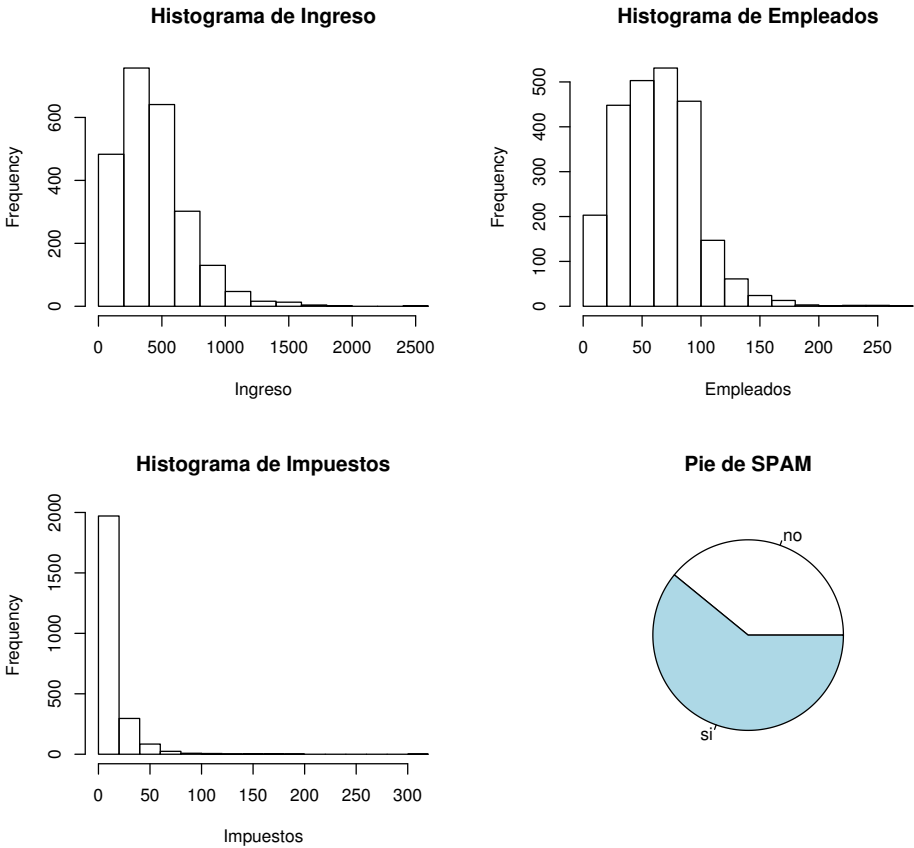 Histograma de Ingreso
Frequency
0 200 400 600
0 500 1000 1500 2000 2500
Ingreso
Histograma de Empleados
Frequency
0 100 200 300 400 500
0 50 100 150 200 250
Empleados
Histograma de Impuestos
Frequency
0 500 1000 1500 2000
0 50 100 150 200 250 300
Impuestos
Pie de SPAM
no
si